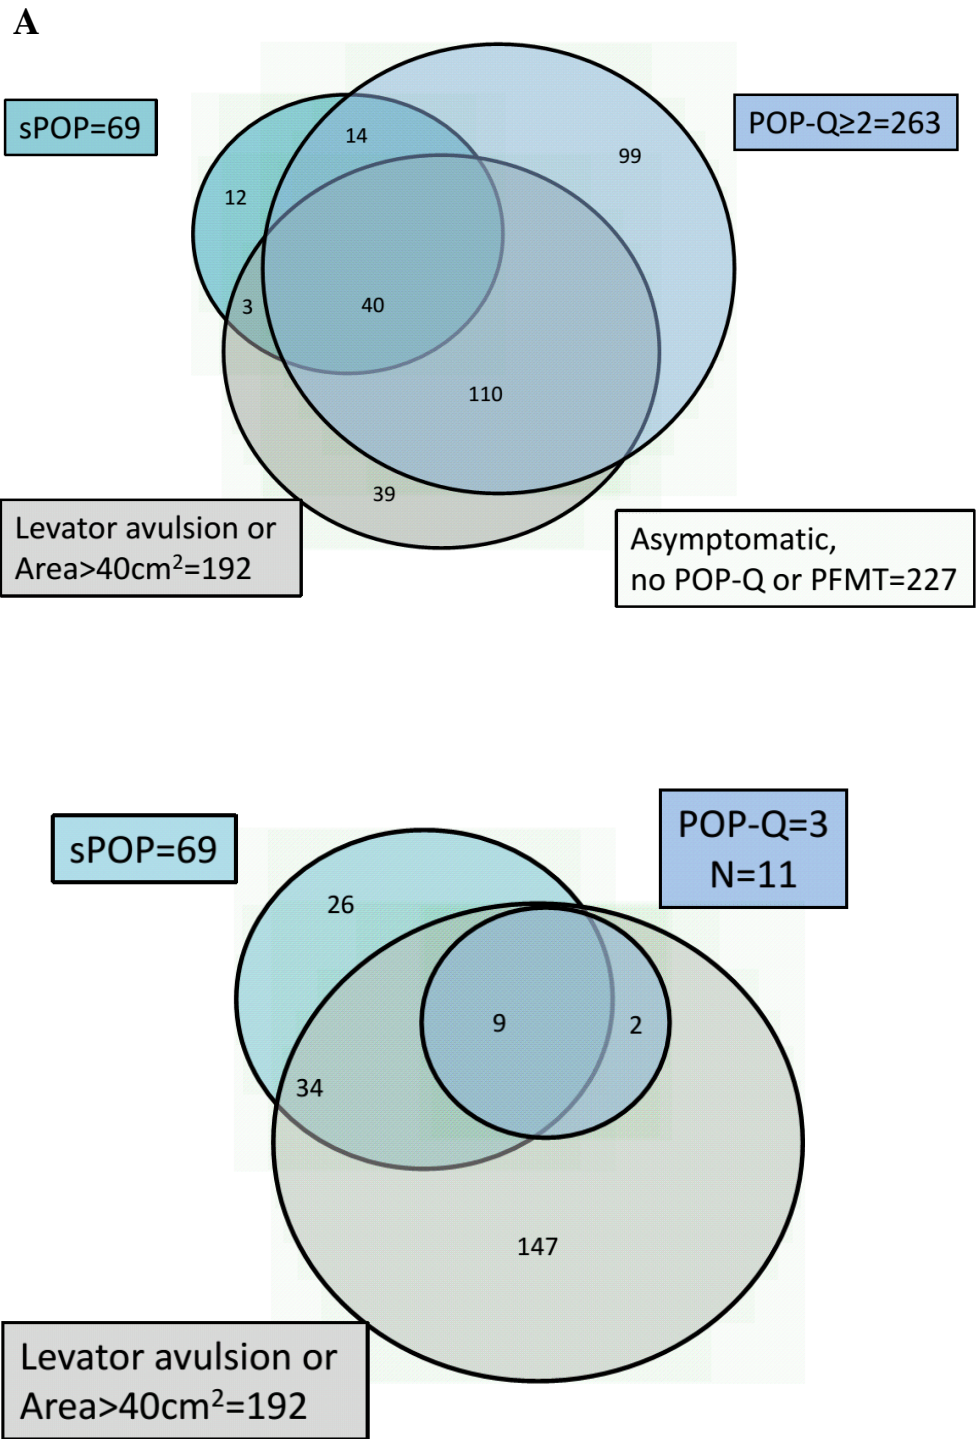 A
sPOP=69
POP-Q≥2=263
14
99
12
3
40
110
39
Levator avulsion or
Area>40cm²=192
Asymptomatic,
no POP-Q or PFMT=227
sPOP=69
POP-Q=3
N=11
26
9
2
34
147
Levator avulsion or
Area>40cm²=192